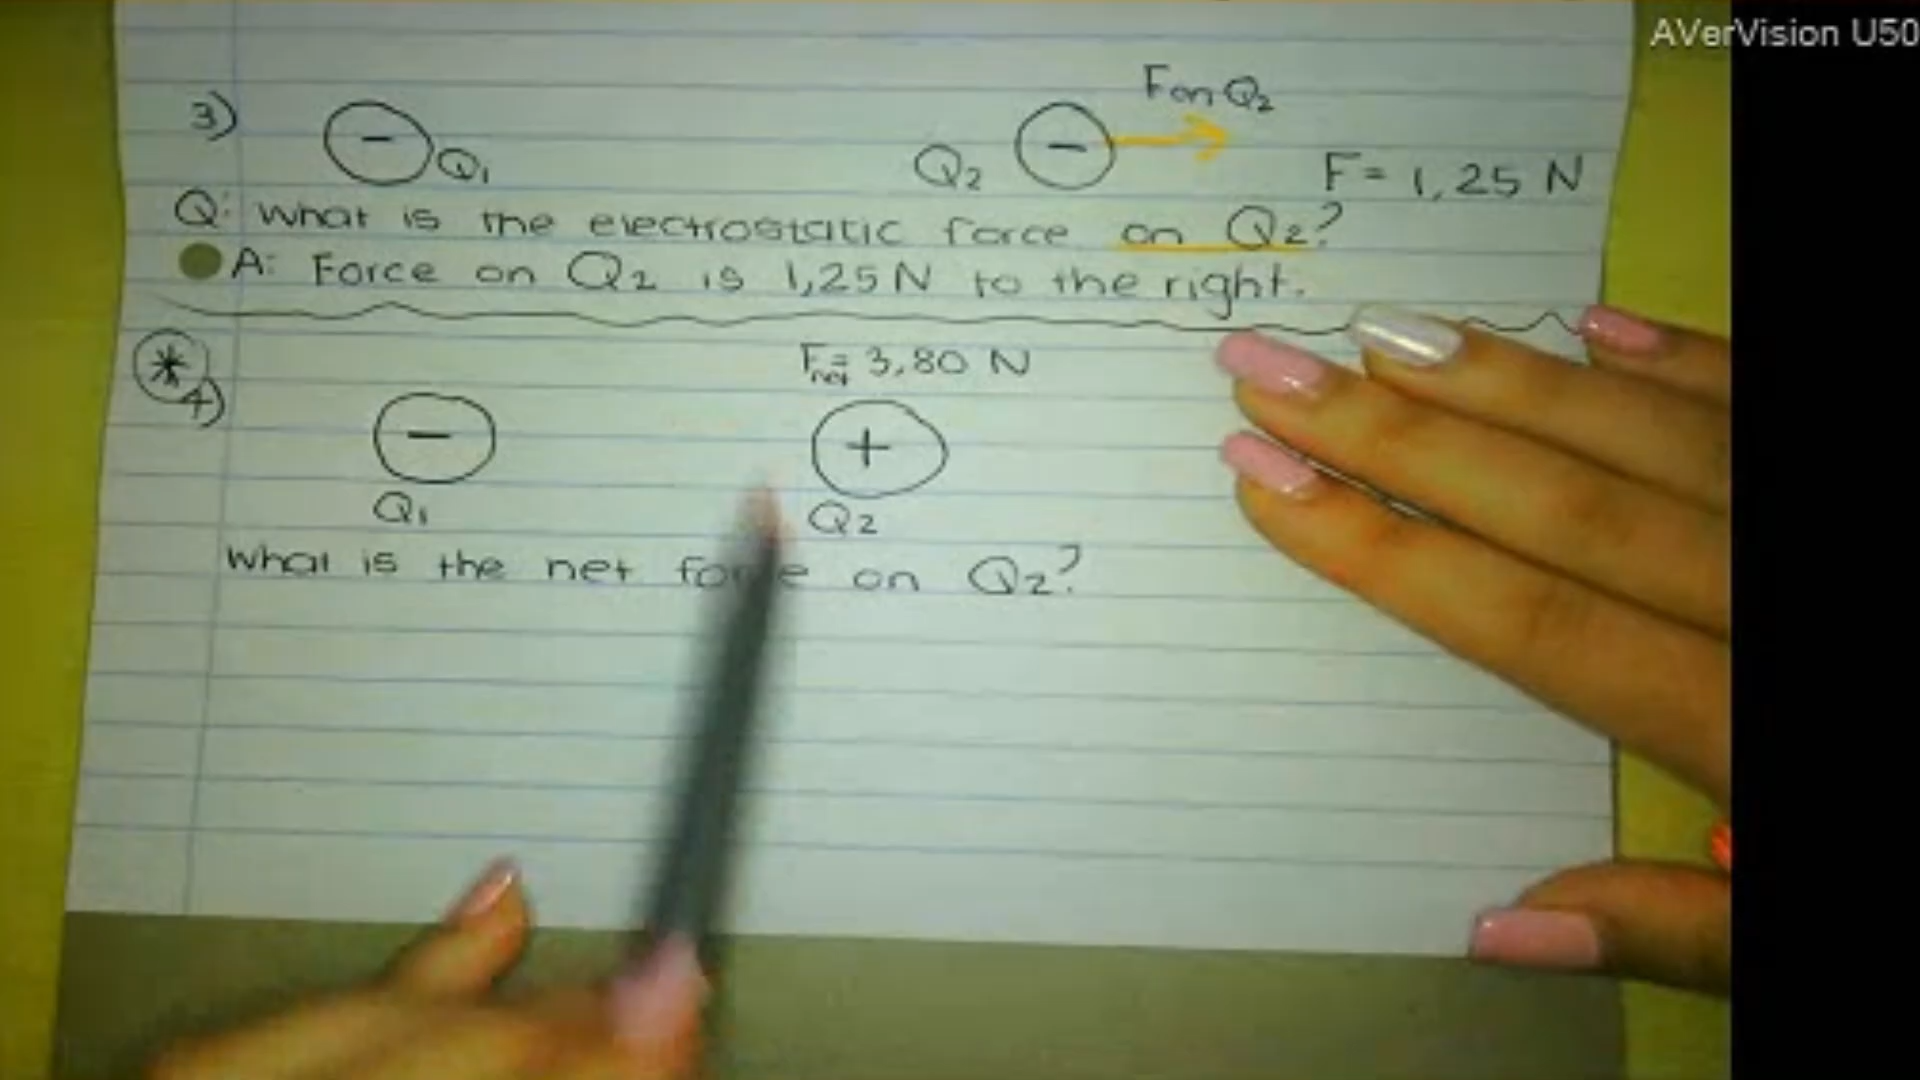 AVerVision U50
F on Q2
3) - Q1 Q2 - F = 1,25 N
Q: What is the electrostatic force on Q2?
A: Force on Q2 is 1,25 N to the right.
* 4) Fnet = 3,80 N
- +
Q1 Q2
What is the net force on Q2?